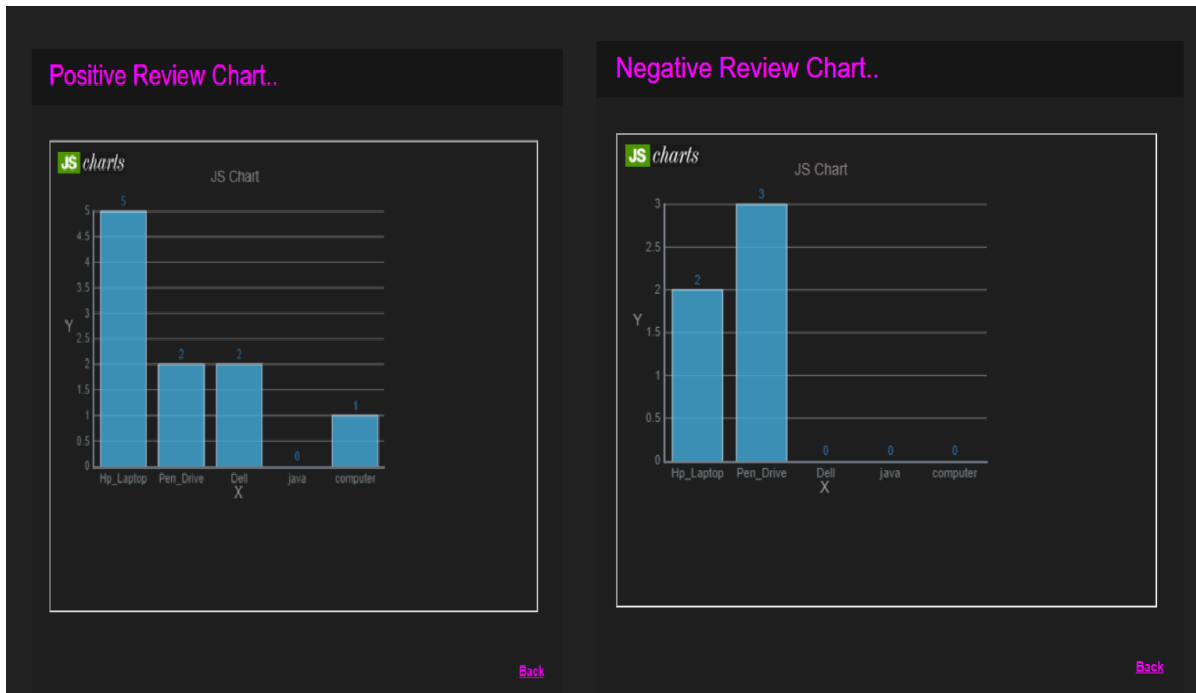 Positive Review Chart..
JS charts
JS Chart
5
5
4.5
4
3.5
3
Y
2.5
2
2
2
1.5
1
1
0.5
0
0
Hp_Laptop Pen_Drive Dell java computer
X
Back
Negative Review Chart..
JS charts
JS Chart
3
3
2.5
2
2
Y
1.5
1
0.5
0
0 0 0
Hp_Laptop Pen_Drive Dell java computer
X
Back